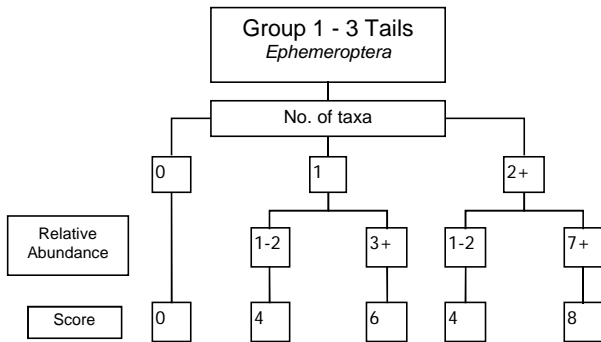 Group 1 - 3 Tails
Ephemeroptera
No. of taxa
0
1
2+
Relative
Abundance
1-2
3+
1-2
7+
Score
0
4
6
4
8